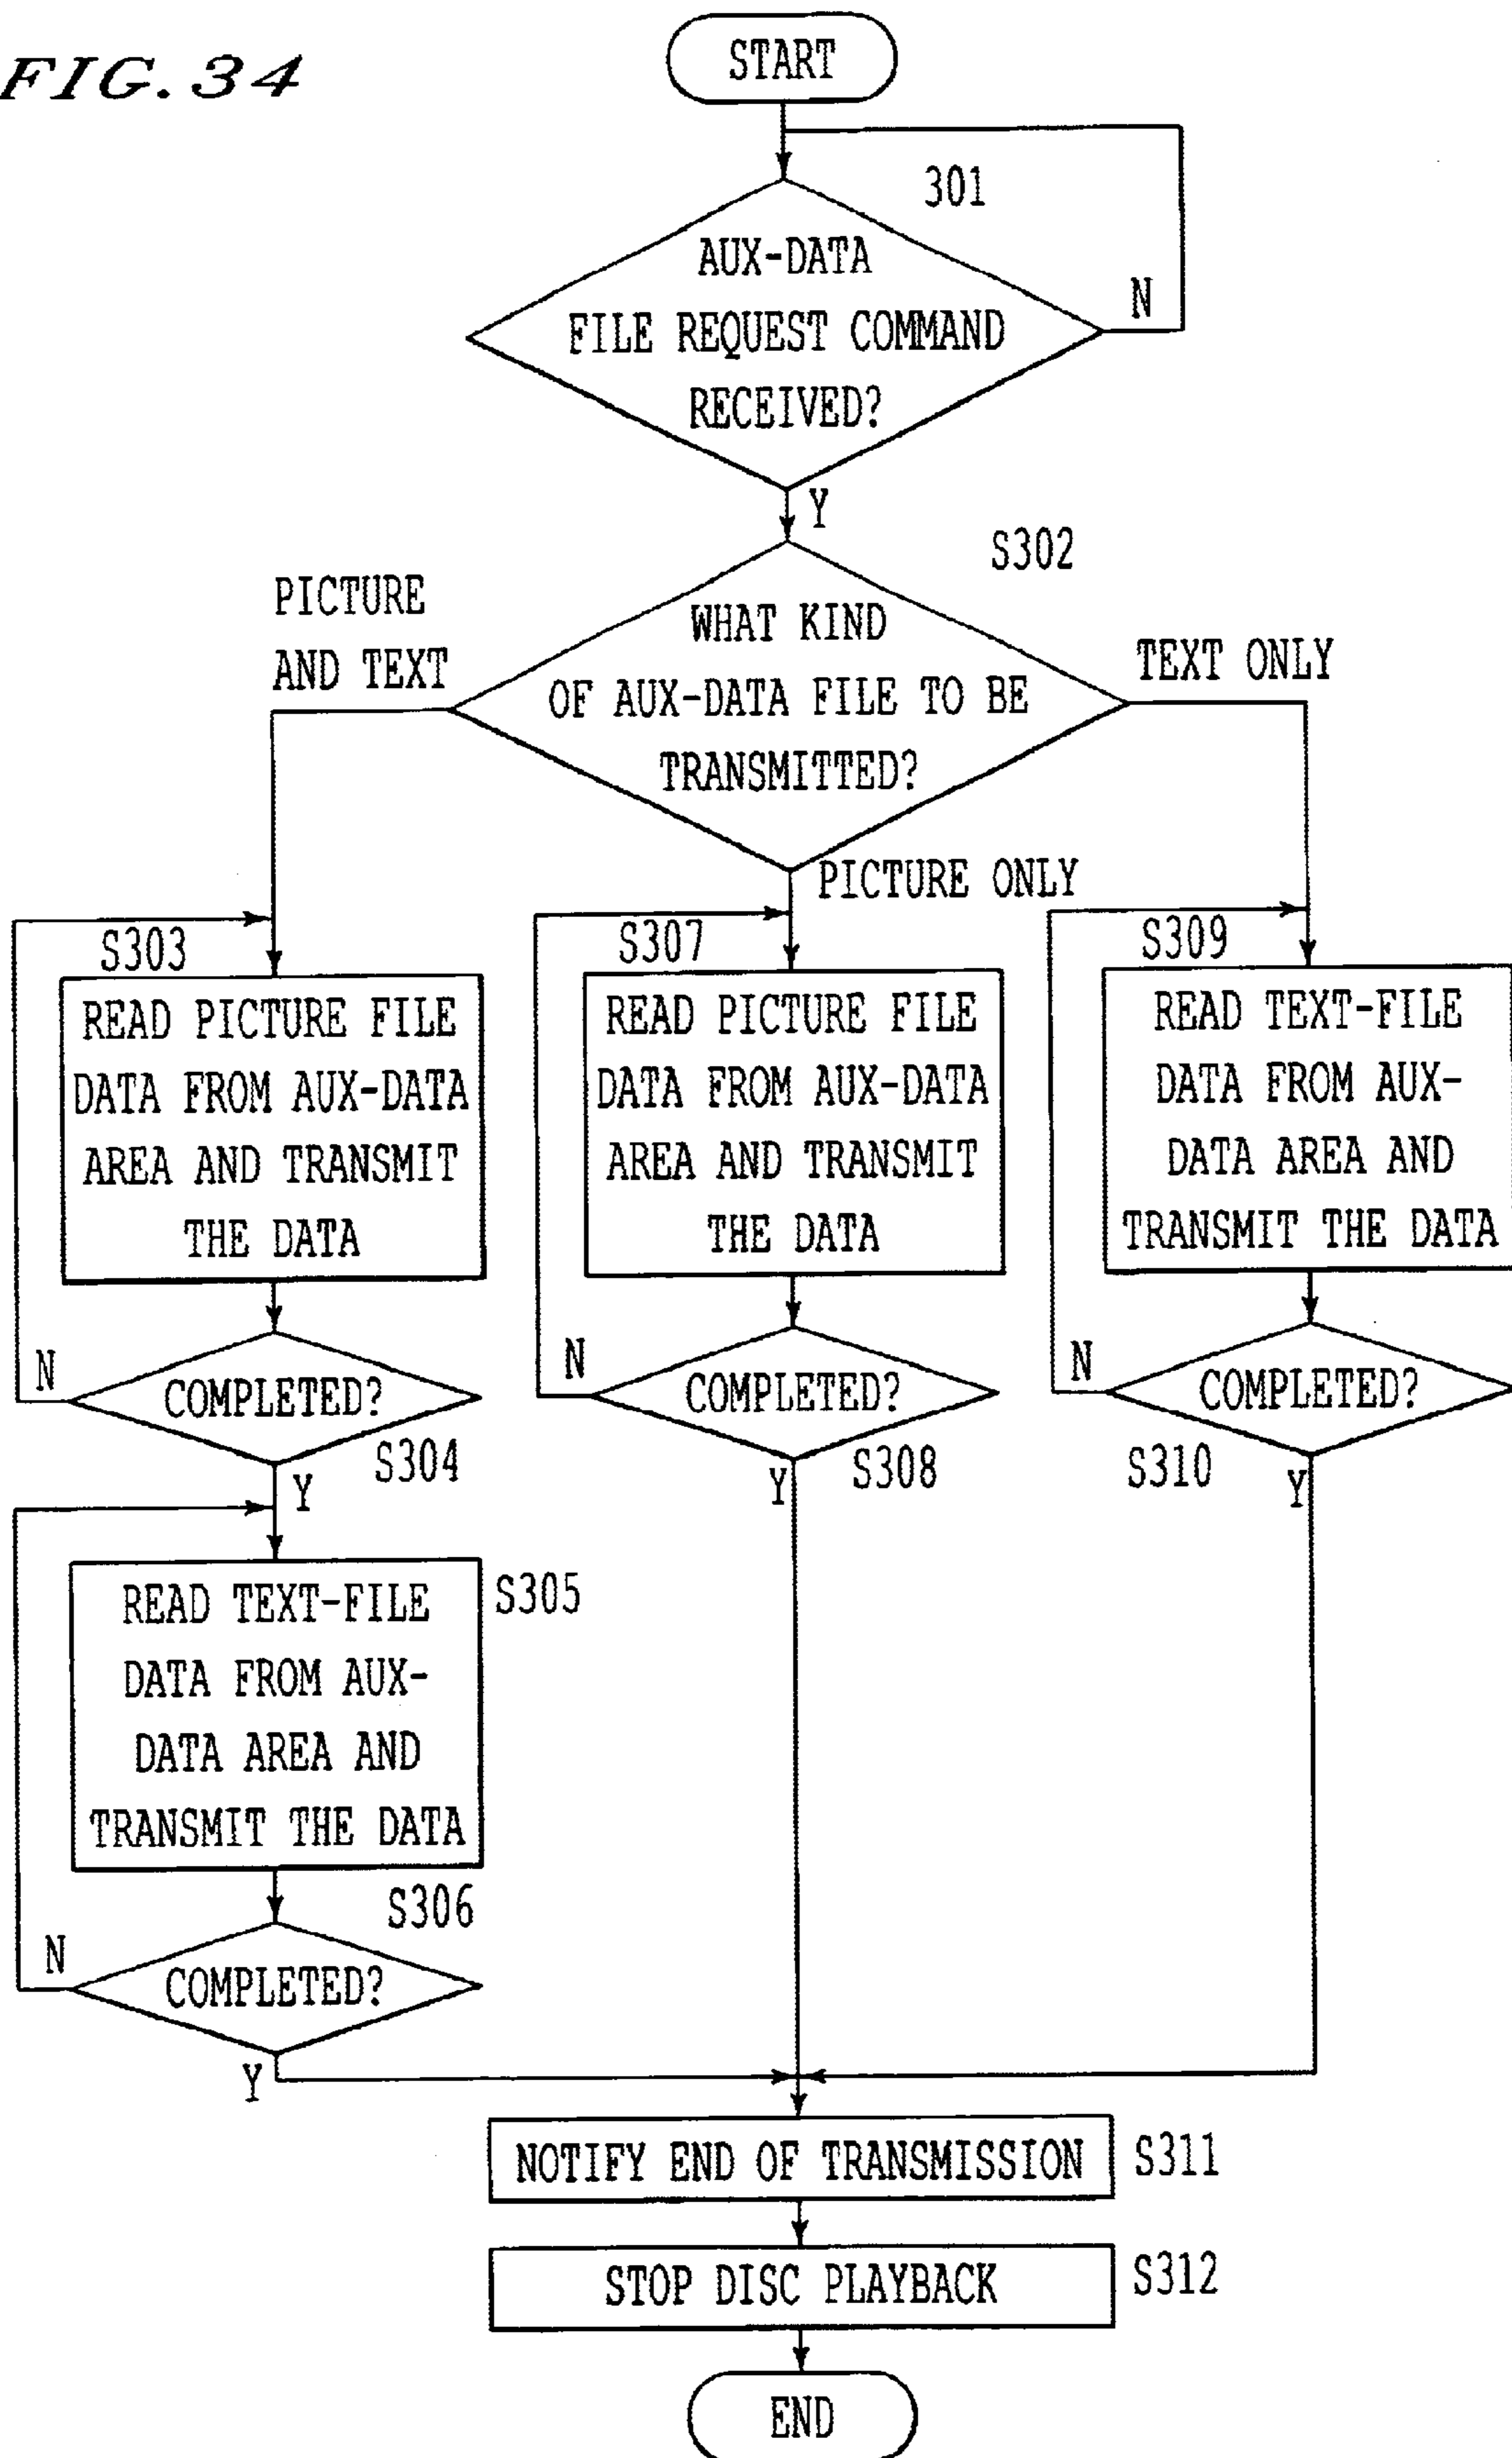 FIG. 34
START
301
AUX-DATA
FILE REQUEST COMMAND
RECEIVED?
N
Y
S302
WHAT KIND
OF AUX-DATA FILE TO BE
TRANSMITTED?
PICTURE
AND TEXT
TEXT ONLY
PICTURE ONLY
S303
READ PICTURE FILE
DATA FROM AUX-DATA
AREA AND TRANSMIT
THE DATA
N
COMPLETED?
S304
Y
READ TEXT-FILE
DATA FROM AUX-
DATA AREA AND
TRANSMIT THE DATA
S305
S306
N
COMPLETED?
Y
S307
READ PICTURE FILE
DATA FROM AUX-DATA
AREA AND TRANSMIT
THE DATA
N
COMPLETED?
Y
S308
S309
READ TEXT-FILE
DATA FROM AUX-
DATA AREA AND
TRANSMIT THE DATA
N
COMPLETED?
S310
Y
NOTIFY END OF TRANSMISSION
S311
STOP DISC PLAYBACK
S312
END